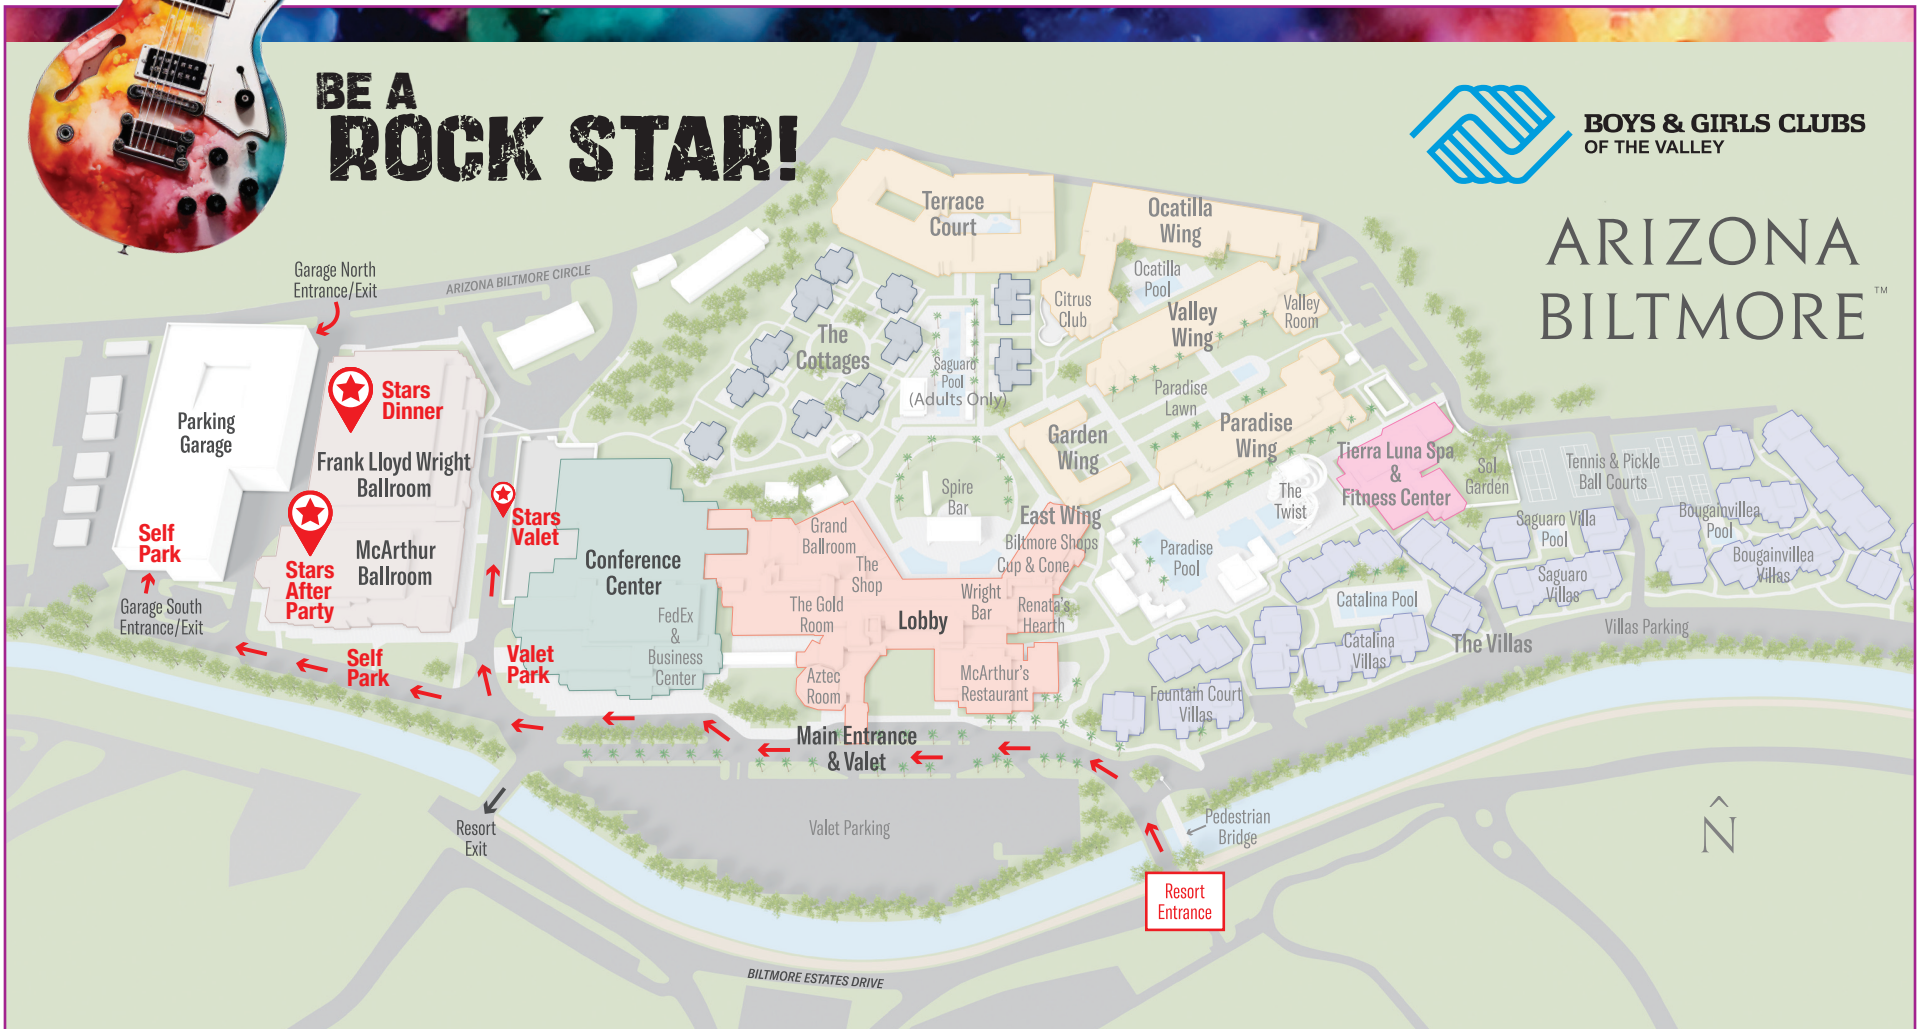 BE A
ROCK STAR!
BOYS & GIRLS CLUBS
OF THE VALLEY
ARIZONA
BILTMORE™
Garage North
Entrance/Exit
ARIZONA BILTMORE CIRCLE
Terrace
Court
Ocatilla
Wing
Ocatilla
Pool
Citrus
Club
Valley
Wing
Valley
Room
The
Cottages
Saguaro
Pool
(Adults Only)
Paradise
Lawn
Parking
Garage
Stars
Dinner
Frank Lloyd Wright
Ballroom
Stars
Valet
Garden
Wing
Paradise
Wing
Tierra Luna Spa
&
Fitness Center
Sol
Garden
Tennis & Pickle
Ball Courts
Self
Park
Stars
After
Party
McArthur
Ballroom
Conference
Center
FedEx
&
Business
Center
Grand
Ballroom
The
Shop
Spire
Bar
East Wing
Biltmore Shops
Cup & Cone
The
Twist
Paradise
Pool
Saguaro Villa
Pool
Bougainvillea
Pool
Bougainvillea
Villas
Saguaro
Villas
Catalina Pool
Garage South
Entrance/Exit
The Gold
Room
Lobby
Wright
Bar
Renata's
Hearth
Catalina
Villas
The Villas
Villas Parking
Self
Park
Valet
Park
Aztec
Room
McArthur's
Restaurant
Fountain Court
Villas
Main Entrance
& Valet
Resort
Exit
Valet Parking
Pedestrian
Bridge
N
Resort
Entrance
BILTMORE ESTATES DRIVE